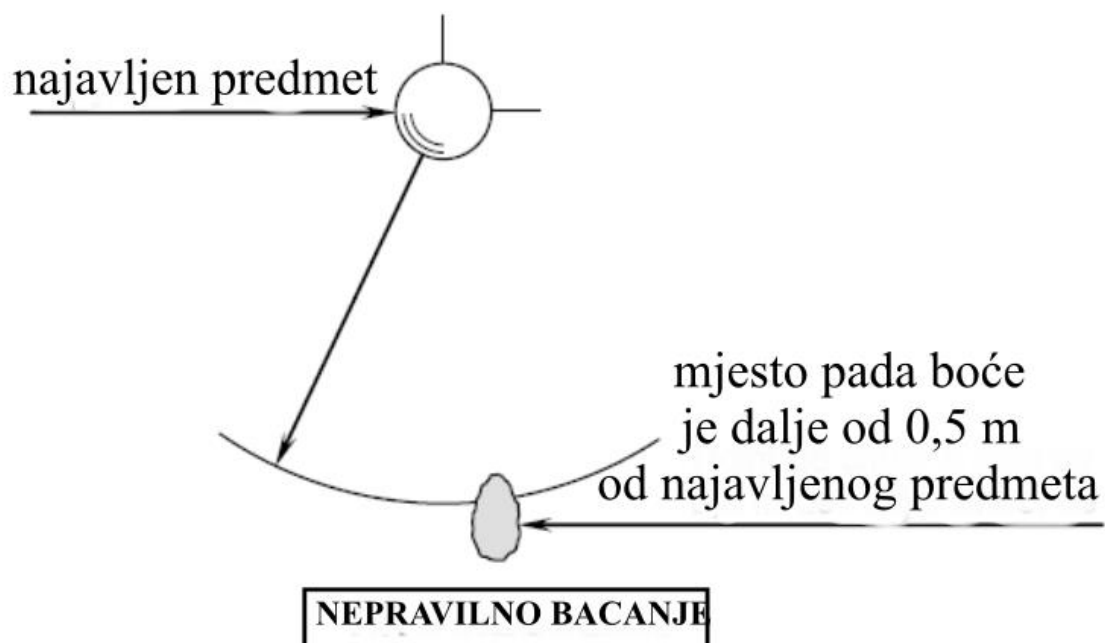 najavljen predmet
mjesto pada boće
je dalje od 0,5 m
od najavljenog predmeta
NEPRAVILNO BACANJE